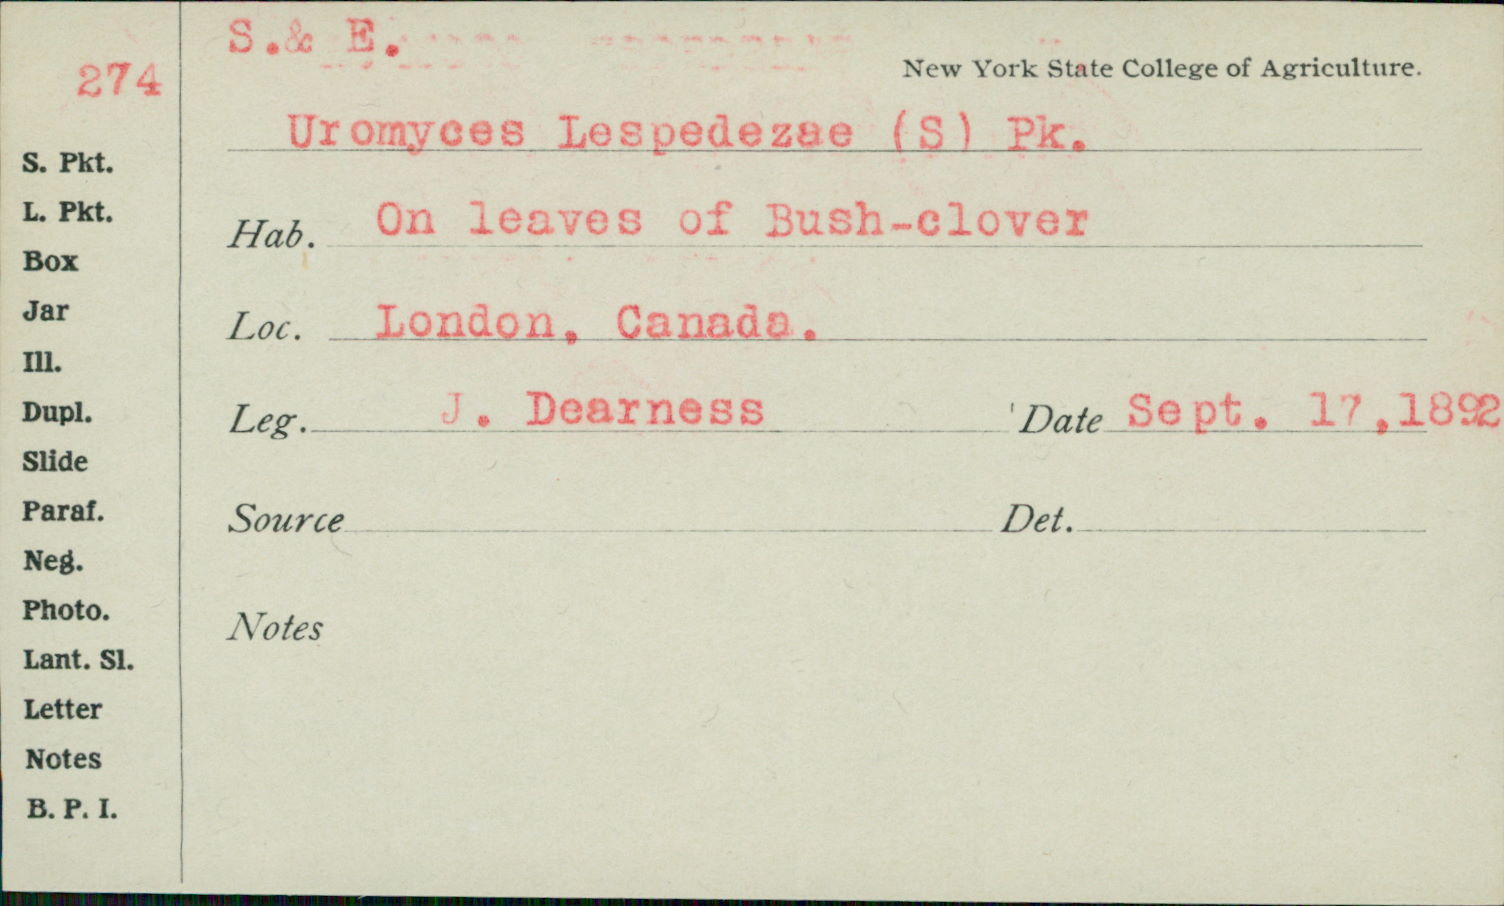 S.& E.
274
New York State College of Agriculture.
Uromyces Lespedezae (S) Pk.
S. Pkt.
L. Pkt.
Hab. On leaves of Bush-clover
Box
Jar
Loc. London, Canada.
Ill.
Dupl.
Leg. J. Dearness Date Sept. 17,1892
Slide
Paraf.
Source Det.
Neg.
Photo.
Notes
Lant. Sl.
Letter
Notes
B. P. I.